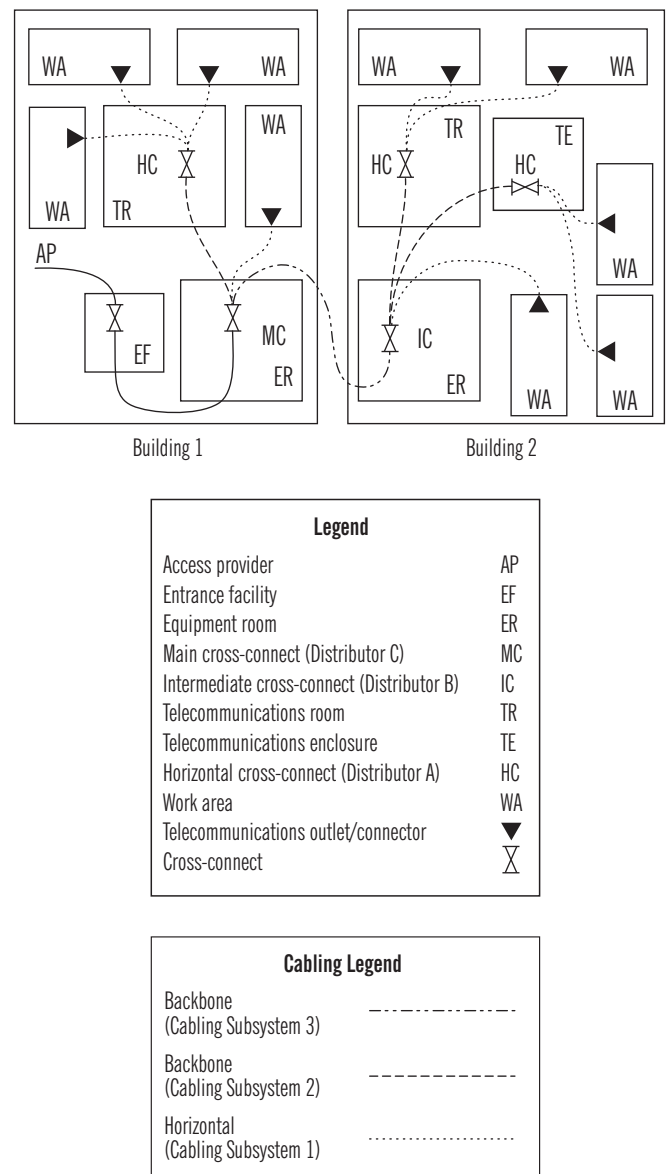 WA WA
WA WA
HC
TR
WA
WA
AP
EF
MC
ER
Building 1
WA WA
TR
HC
TE
HC
WA
IC
ER
WA
WA
Building 2
Legend
Access provider AP
Entrance facility EF
Equipment room ER
Main cross-connect (Distributor C) MC
Intermediate cross-connect (Distributor B) IC
Telecommunications room TR
Telecommunications enclosure TE
Horizontal cross-connect (Distributor A) HC
Work area WA
Telecommunications outlet/connector
Cross-connect
Cabling Legend
Backbone
(Cabling Subsystem 3)
Backbone
(Cabling Subsystem 2)
Horizontal
(Cabling Subsystem 1)